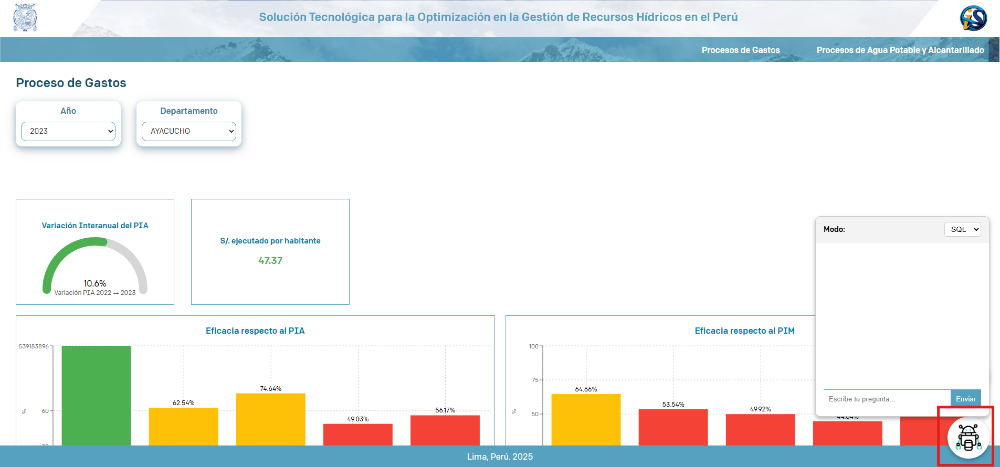 Solución Tecnológica para la Optimización en la Gestión de Recursos Hídricos en el Perú
Procesos de Gastos
Procesos de Agua Potable y Alcantarillado
Proceso de Gastos
Año
2023
Departamento
AYACUCHO
Variación Interanual del PIA
10.6%
Variación PIA 2022 → 2023
S/. ejecutado por habitante
47.37
Modo:
SQL
Escribe tu pregunta...
Enviar
Eficacia respecto al PIA
539183896
60
%
62.54%
74.64%
49.03%
56.17%
Eficacia respecto al PIM
100
75
50
%
64.66%
53.54%
49.92%
Lima, Perú. 2025